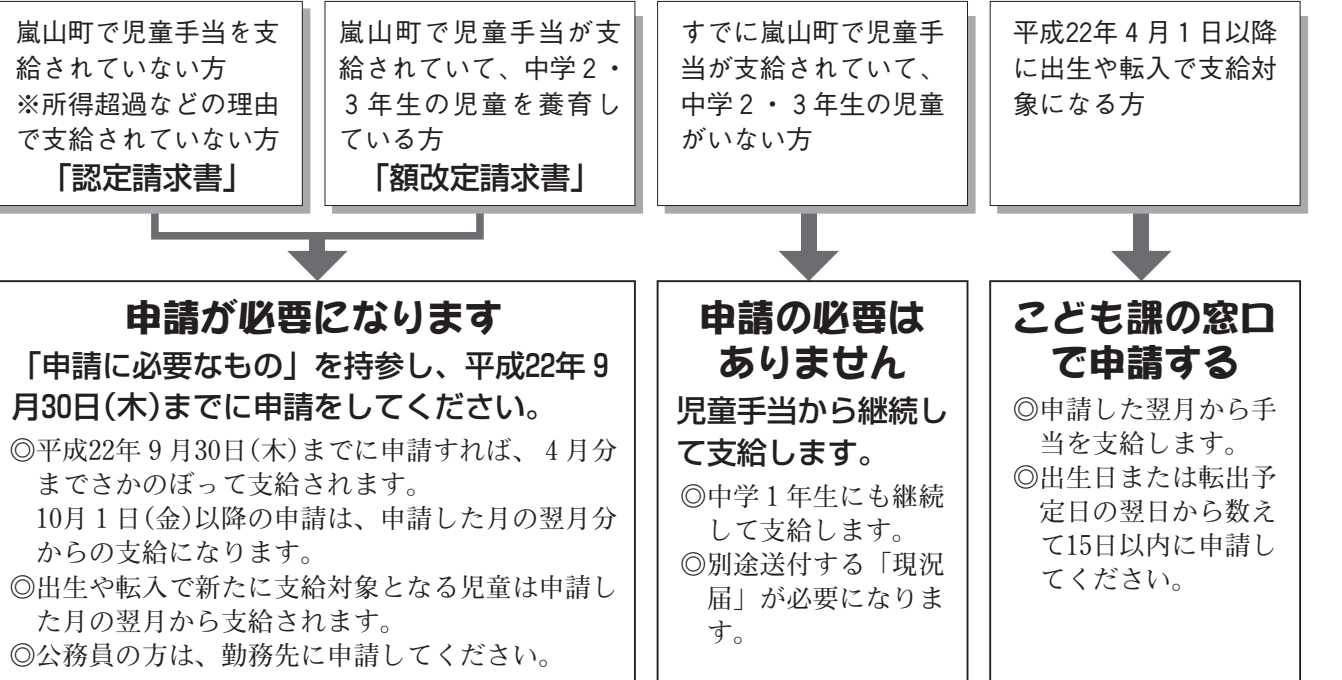 嵐山町で児童手当を支
給されていない方
※所得超過などの理由
で支給されていない方
「認定請求書」
嵐山町で児童手当が支
給されていて、中学２・
３年生の児童を養育し
ている方
「額改定請求書」
すでに嵐山町で児童手
当が支給されていて、
中学２・３年生の児童
がいない方
平成22年４月１日以降
に出生や転入で支給対
象になる方
申請が必要になります
「申請に必要なもの」を持参し、平成22年９
月30日(木)までに申請をしてください。
◎平成22年９月30日(木)までに申請すれば、４月分
までさかのぼって支給されます。
10月１日(金)以降の申請は、申請した月の翌月分
からの支給になります。
◎出生や転入で新たに支給対象となる児童は申請し
た月の翌月から支給されます。
◎公務員の方は、勤務先に申請してください。
申請の必要は
ありません
児童手当から継続し
て支給します。
◎中学１年生にも継続
して支給します。
◎別途送付する「現況
届」が必要になりま
す。
こども課の窓口
で申請する
◎申請した翌月から手
当を支給します。
◎出生日または転出予
定日の翌日から数え
て15日以内に申請し
てください。